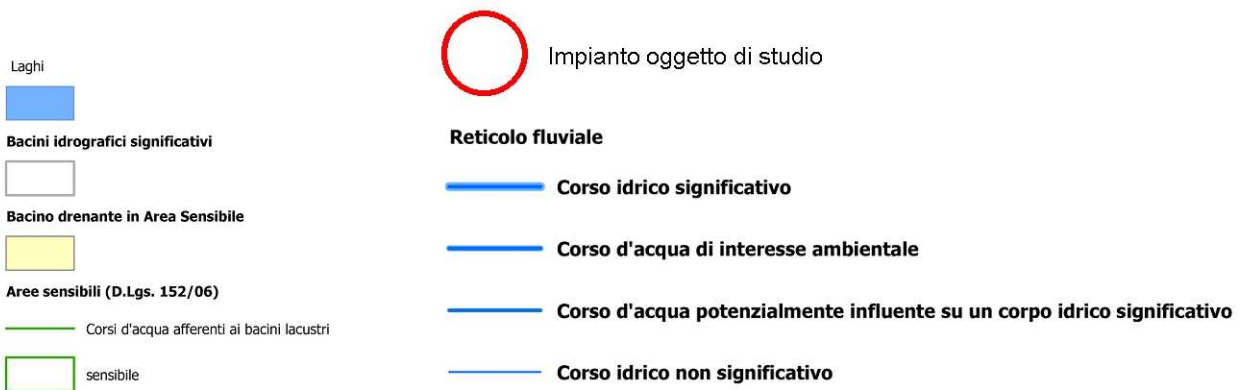 Laghi
Bacini idrografici significativi
Bacino drenante in Area Sensibile
Aree sensibili (D.Lgs. 152/06)
Corsi d'acqua afferenti ai bacini lacustri
sensibile
Impianto oggetto di studio
Reticolo fluviale
Corso idrico significativo
Corso d'acqua di interesse ambientale
Corso d'acqua potenzialmente influente su un corpo idrico significativo
Corso idrico non significativo